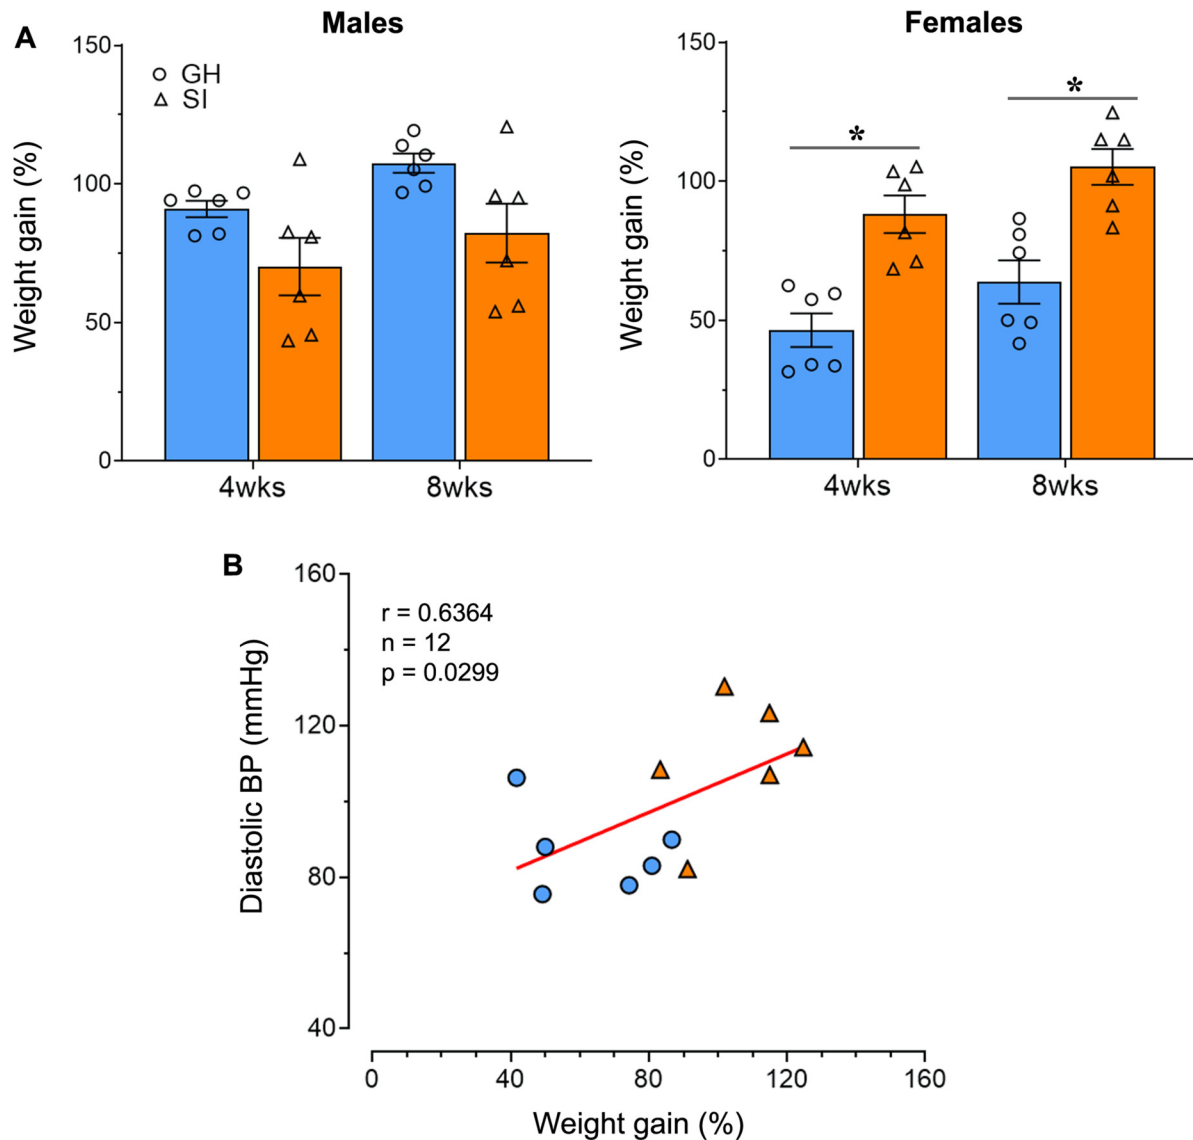 A
Males
Females
Weight gain (%)
150
100
50
0
GH
SI
4wks
8wks
Weight gain (%)
150
100
50
0
*
*
4wks
8wks
B
Diastolic BP (mmHg)
160
120
80
40
r = 0.6364
n = 12
p = 0.0299
0
40
80
120
160
Weight gain (%)